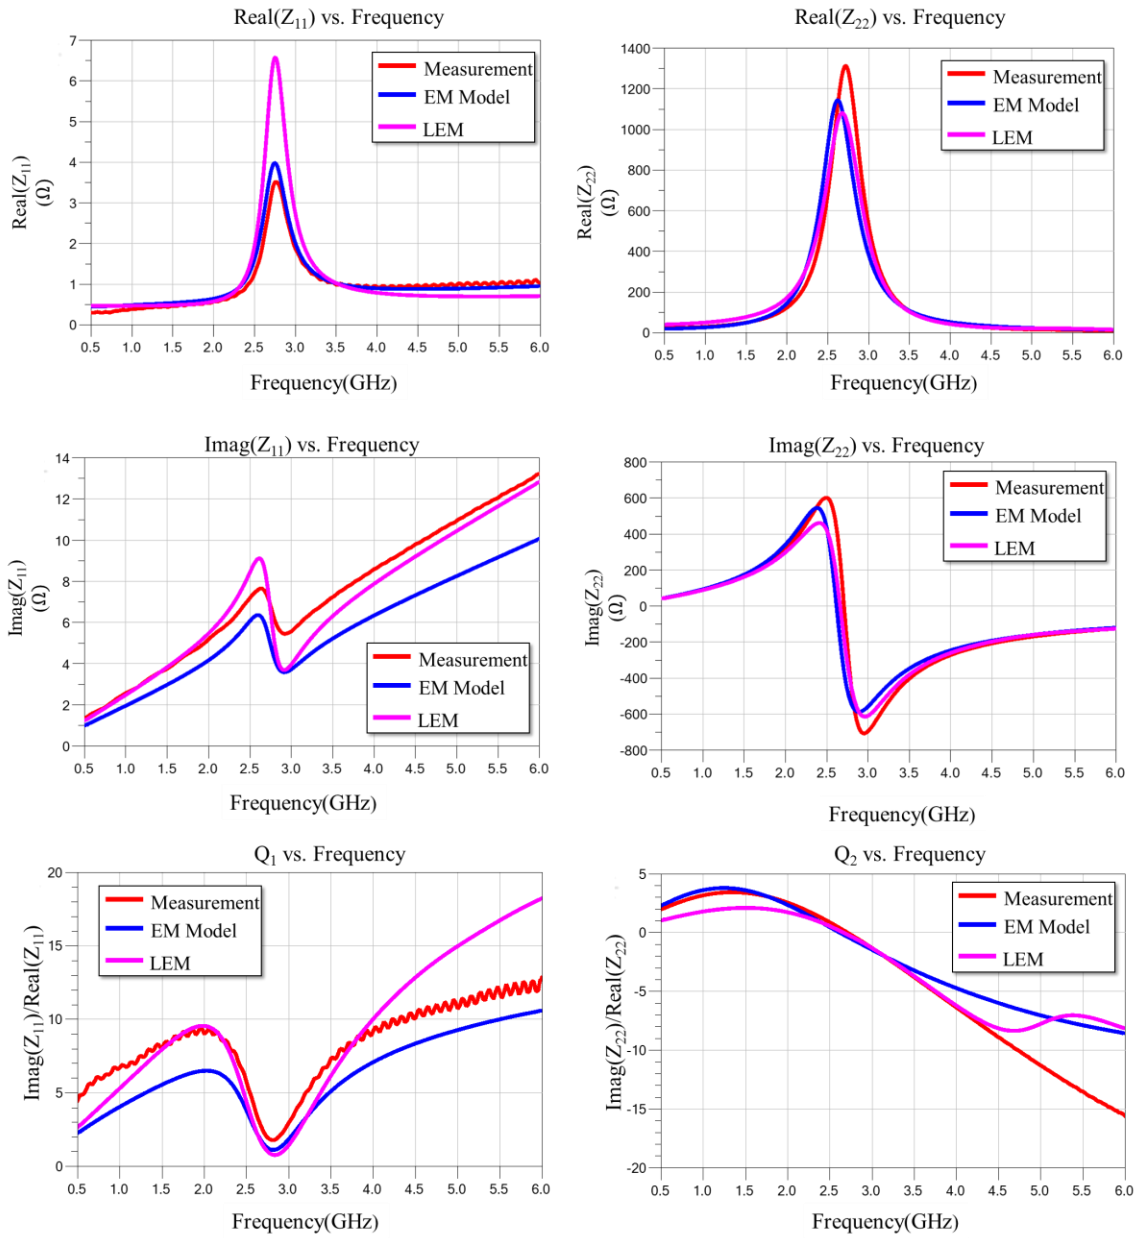 Real(Z11) vs. Frequency
7
6
5
4
3
2
1
0
Real(Z11)
(Ω)
Measurement
EM Model
LEM
0.5 1.0 1.5 2.0 2.5 3.0 3.5 4.0 4.5 5.0 5.5 6.0
Frequency(GHz)
Real(Z22) vs. Frequency
1400
1200
1000
800
600
400
200
0
Real(Z22)
(Ω)
Measurement
EM Model
LEM
0.5 1.0 1.5 2.0 2.5 3.0 3.5 4.0 4.5 5.0 5.5 6.0
Frequency(GHz)
Imag(Z11) vs. Frequency
14
12
10
8
6
4
2
0
Imag(Z11)
(Ω)
Measurement
EM Model
LEM
0.5 1.0 1.5 2.0 2.5 3.0 3.5 4.0 4.5 5.0 5.5 6.0
Frequency(GHz)
Imag(Z22) vs. Frequency
800
600
400
200
0
-200
-400
-600
-800
Imag(Z22)
(Ω)
Measurement
EM Model
LEM
0.5 1.0 1.5 2.0 2.5 3.0 3.5 4.0 4.5 5.0 5.5 6.0
Frequency(GHz)
Q1 vs. Frequency
20
15
10
5
0
Imag(Z11)/Real(Z11)
Measurement
EM Model
LEM
0.5 1.0 1.5 2.0 2.5 3.0 3.5 4.0 4.5 5.0 5.5 6.0
Frequency(GHz)
Q2 vs. Frequency
5
0
-5
-10
-15
-20
Imag(Z22)/Real(Z22)
Measurement
EM Model
LEM
0.5 1.0 1.5 2.0 2.5 3.0 3.5 4.0 4.5 5.0 5.5 6.0
Frequency(GHz)